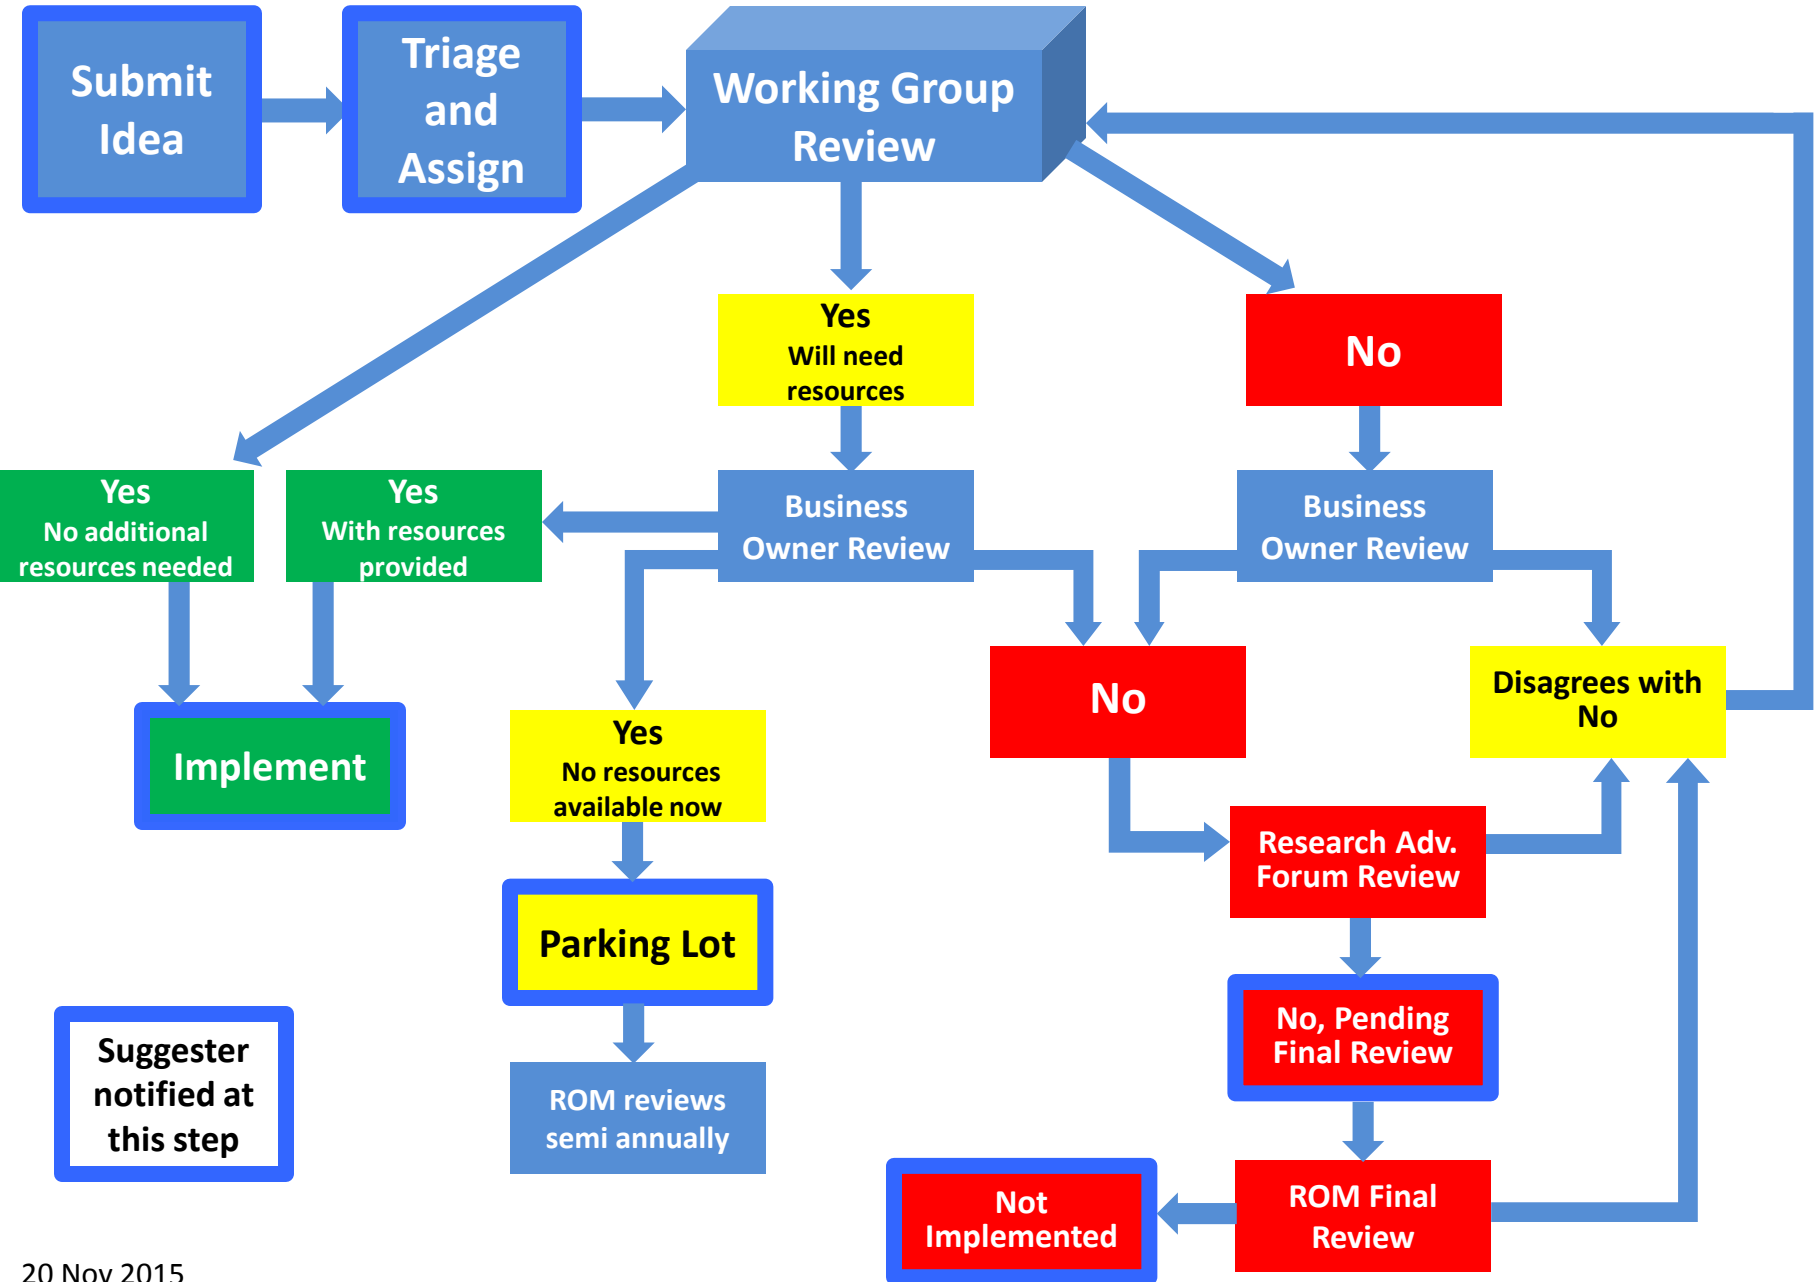 Submit
Idea
Triage
and
Assign
Working Group
Review
Yes
Will need
resources
No
Yes
No additional
resources needed
Yes
With resources
provided
Business
Owner Review
Business
Owner Review
No
Disagrees with
No
Implement
Yes
No resources
available now
Research Adv.
Forum Review
Parking Lot
No, Pending
Final Review
Suggester
notified at
this step
ROM reviews
semi annually
Not
Implemented
ROM Final
Review
20 Nov 2015